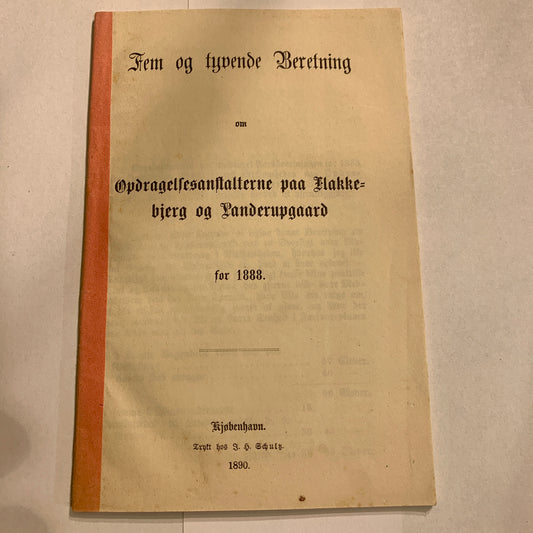 Fem og tyvende Beretning
om
Opdragelsesanstalterne paa Flakke-
bjerg og Landerupgaard
for 1888.
Kjøbenhavn.
Trykt hos J. H. Schultz.
1890.